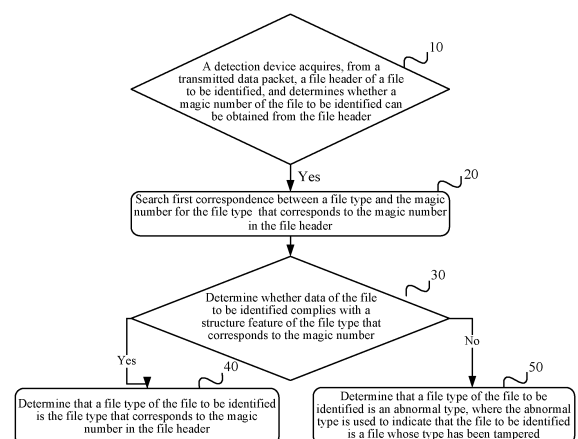 10
A detection device acquires, from a
transmitted data packet, a file header of a file
to be identified, and determines whether a
magic number of the file to be identified can
be obtained from the file header
Yes
20
Search first correspondence between a file type and the magic
number for the file type that corresponds to the magic number
in the file header
30
Determine whether data of the file
to be identified complies with a
structure feature of the file type that
corresponds to the magic number
Yes
No
40
Determine that a file type of the file to be identified
is the file type that corresponds to the magic
number in the file header
50
Determine that a file type of the file to be
identified is an abnormal type, where the abnormal
type is used to indicate that the file to be identified
is a file whose type has been tampered